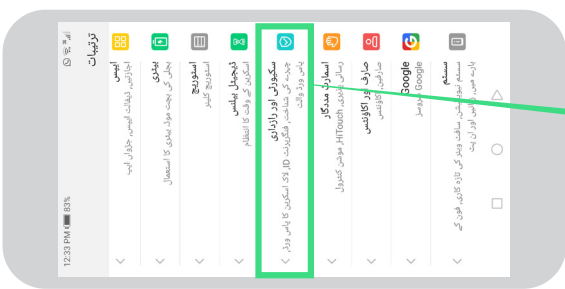 12:33 PM 83%
ترتیبات
ایپس
اجازتیں، ڈیفالٹ ایپس، جڑواں ایپ
بیٹری
بجلی کی بچت موڈ، بیٹری کا استعمال
اسٹوریج
اسٹوریج کلینر
ڈیجیٹل بیلنس
اسکرین کے وقت کا انتظام
سکیورٹی اور رازداری
چہرے کی شناخت، فنگرپرنٹ ID، لاک اسکرین کا پاس ورڈ،
پاس ورڈ والٹ
اسمارٹ مددگار
رسائی پذیری، HiTouch، موشن کنٹرول
صارف اور اکاؤنٹس
صارفین، اکاؤنٹس
Google
Google سروسز
سسٹم
سسٹم نیویگیشن، سافٹ ویئر کی تازہ کاری، فون کے
بارے میں، زبانیں اور ان پٹ